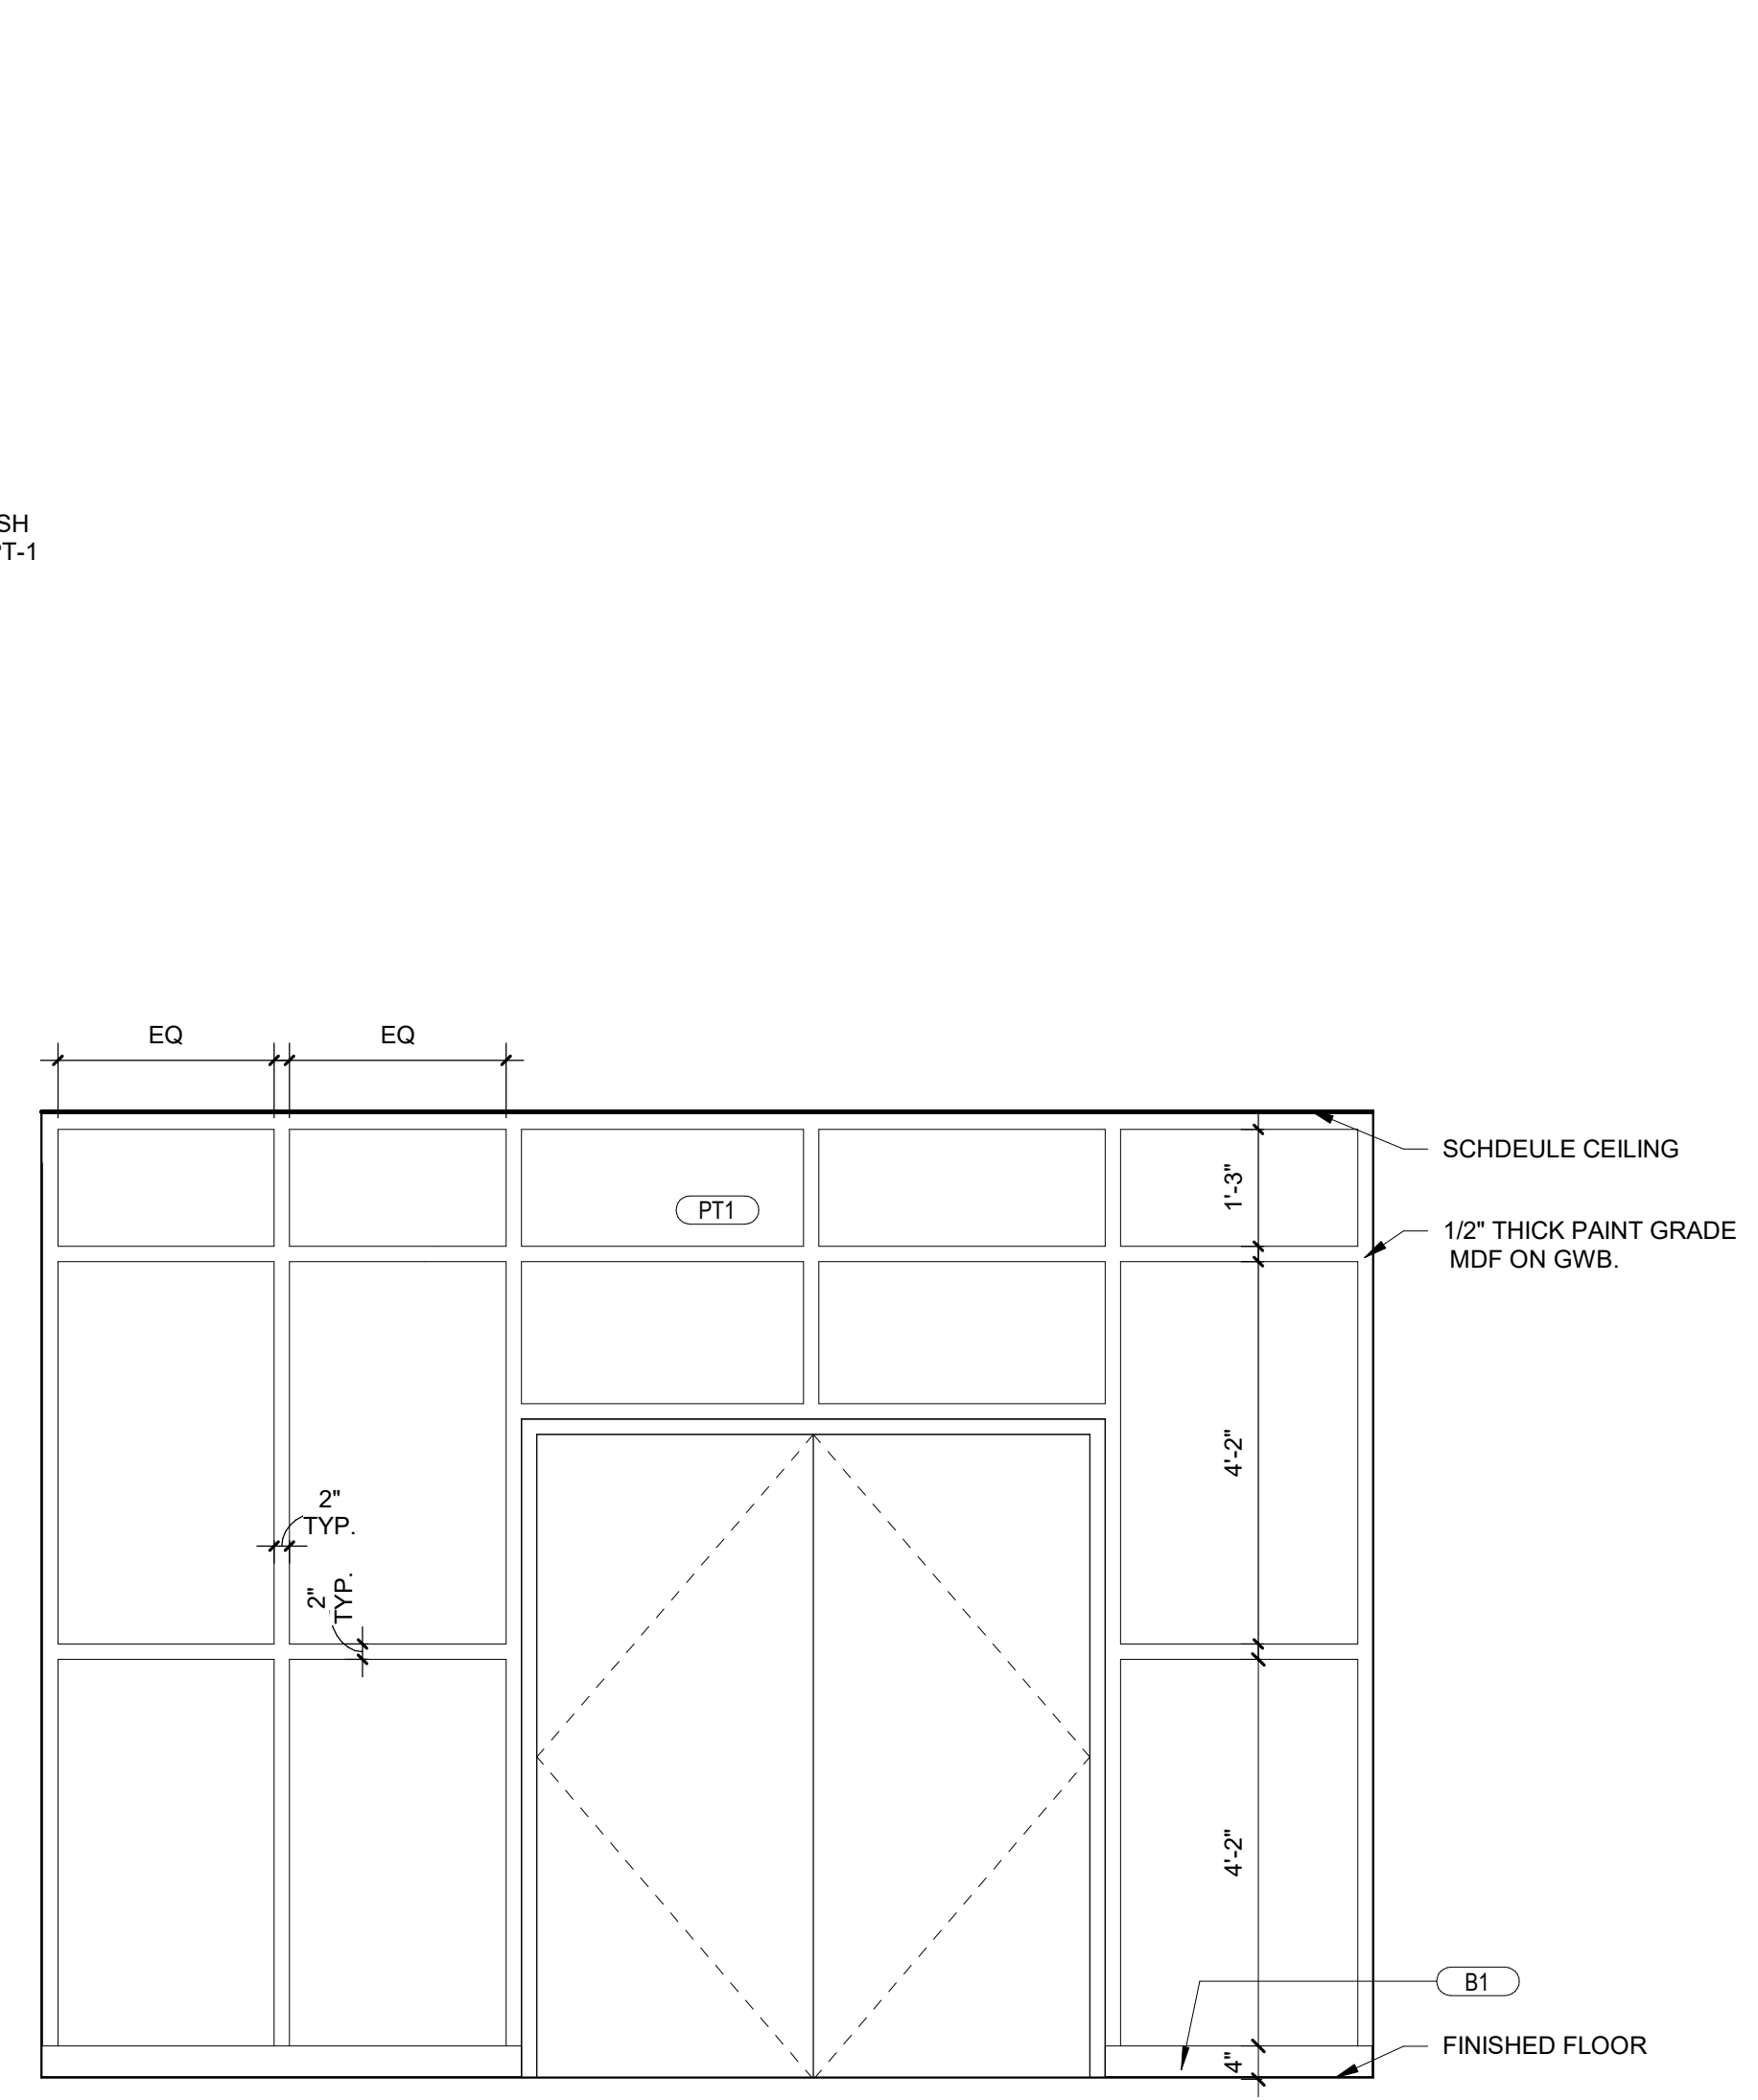 SH
PT-1
EQ
EQ
SCHDEULE CEILING
1'-3"
PT1
1/2" THICK PAINT GRADE
MDF ON GWB.
4'-2"
2"
TYP.
2"
TYP.
4'-2"
B1
FINISHED FLOOR
4"